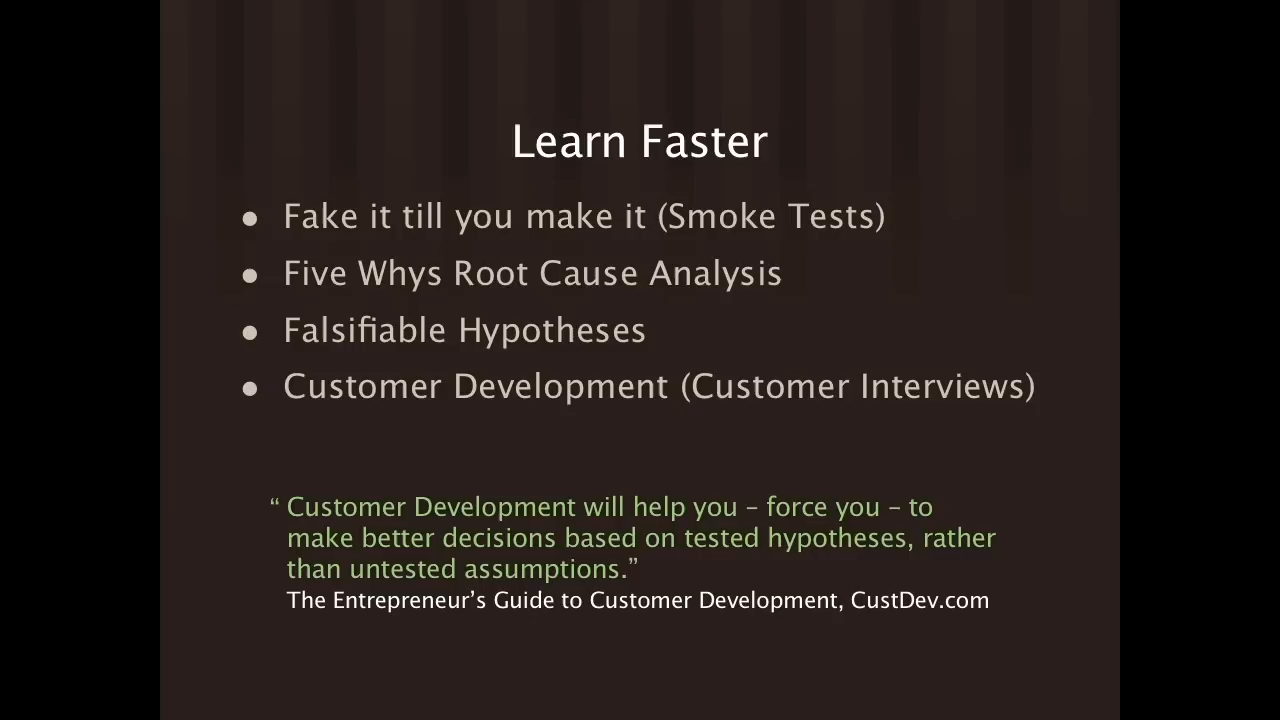 Learn Faster
● Fake it till you make it (Smoke Tests)
● Five Whys Root Cause Analysis
● Falsifiable Hypotheses
● Customer Development (Customer Interviews)
“ Customer Development will help you – force you – to
make better decisions based on tested hypotheses, rather
than untested assumptions.”
The Entrepreneur’s Guide to Customer Development, CustDev.com